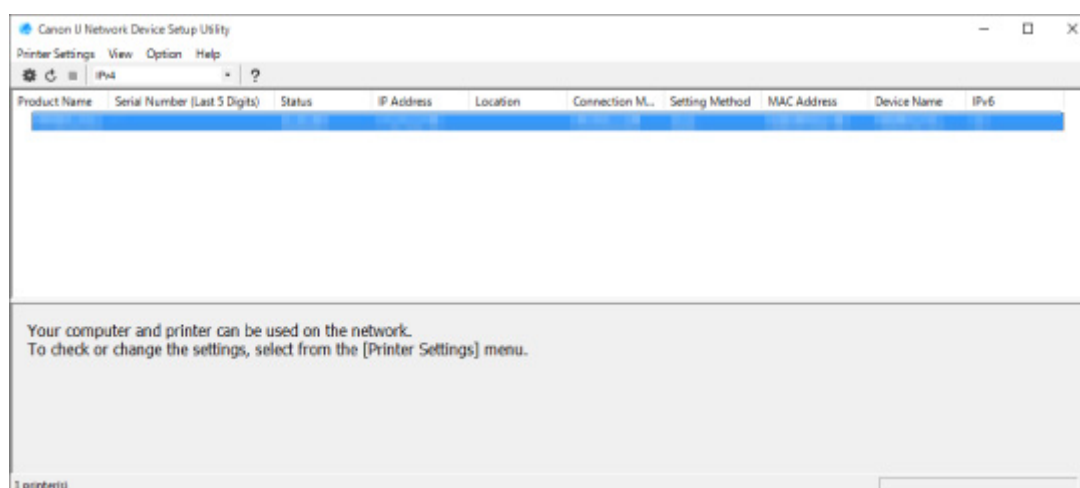 Canon IJ Network Device Setup Utility
Printer Settings View Option Help
IPv4 ?
Product Name Serial Number (Last 5 Digits) Status IP Address Location Connection M... Setting Method MAC Address Device Name IPv6
Your computer and printer can be used on the network.
To check or change the settings, select from the [Printer Settings] menu.
1 printer(s)